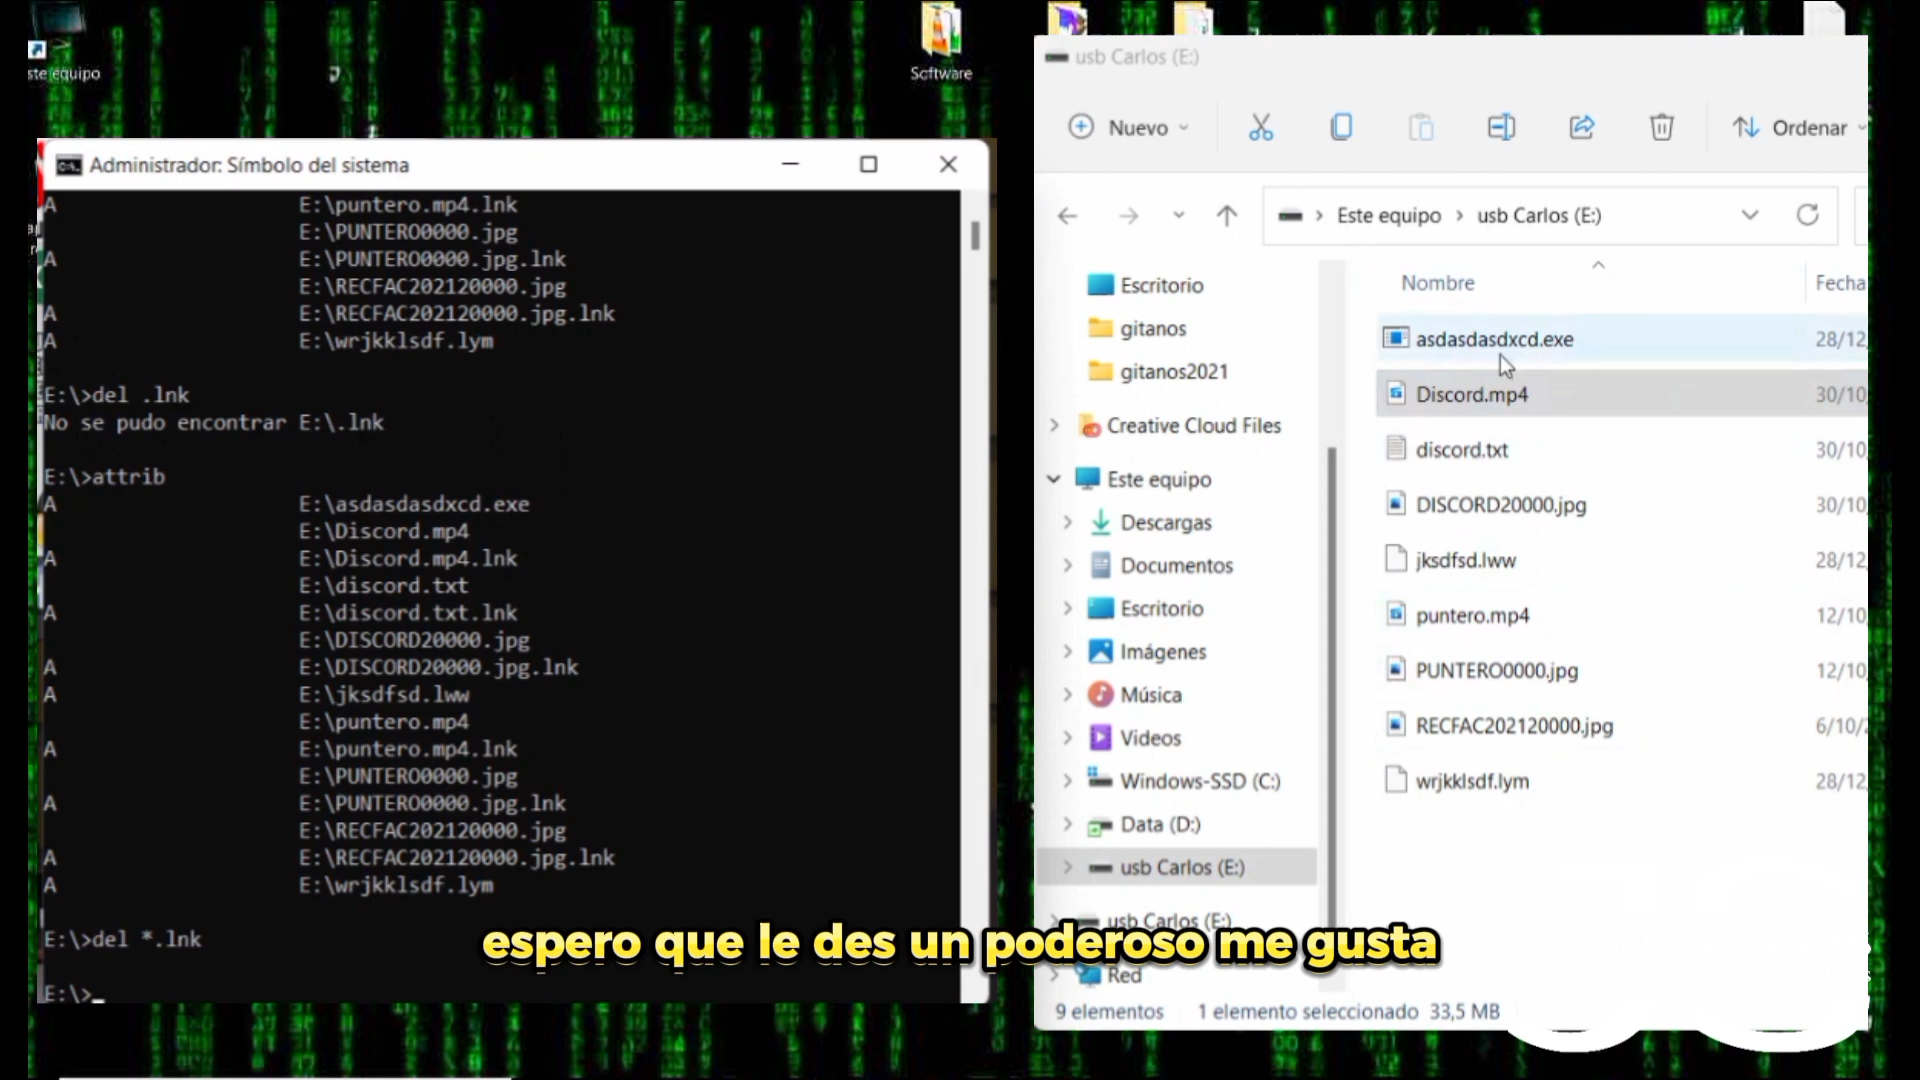 ste equipo
Software
Administrador: Símbolo del sistema
A E:\puntero.mp4.lnk
E:\PUNTERO0000.jpg
A E:\PUNTERO0000.jpg.lnk
E:\RECFAC202120000.jpg
A E:\RECFAC202120000.jpg.lnk
A E:\wrjkklsdf.lym
E:\>del .lnk
No se pudo encontrar E:\.lnk
E:\>attrib
A E:\asdasdasdxcd.exe
E:\Discord.mp4
A E:\Discord.mp4.lnk
E:\discord.txt
A E:\discord.txt.lnk
E:\DISCORD20000.jpg
A E:\DISCORD20000.jpg.lnk
A E:\jksdfsd.lww
E:\puntero.mp4
A E:\puntero.mp4.lnk
E:\PUNTERO0000.jpg
A E:\PUNTERO0000.jpg.lnk
E:\RECFAC202120000.jpg
A E:\RECFAC202120000.jpg.lnk
A E:\wrjkklsdf.lym
E:\>del *.lnk
E:\>_
usb Carlos (E:)
Nuevo
Ordenar
Este equipo > usb Carlos (E:)
Escritorio
gitanos
gitanos2021
Creative Cloud Files
Este equipo
Descargas
Documentos
Escritorio
Imágenes
Música
Videos
Windows-SSD (C:)
Data (D:)
usb Carlos (E:)
usb Carlos (E:)
Red
Nombre Fecha
asdasdasdxcd.exe 28/12
Discord.mp4 30/10
discord.txt 30/10
DISCORD20000.jpg 30/10
jksdfsd.lww 28/12
puntero.mp4 12/10
PUNTERO0000.jpg 12/10
RECFAC202120000.jpg 6/10/
wrjkklsdf.lym 28/12
9 elementos 1 elemento seleccionado 33,5 MB
espero que le des un poderoso me gusta